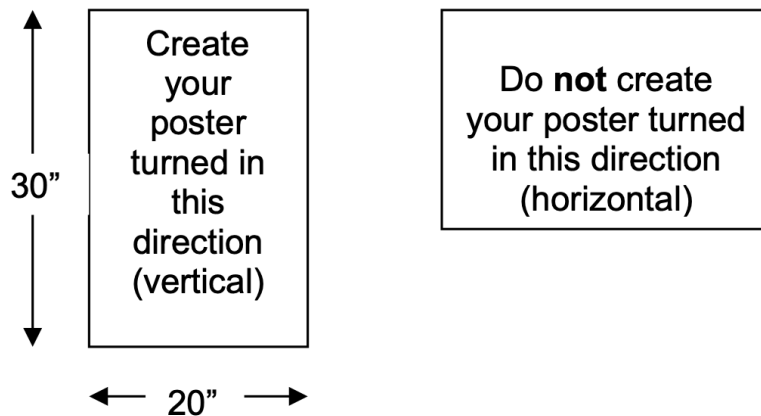 Create
your
poster
turned in
this
direction
(vertical)
30”
20”
Do not create
your poster turned
in this direction
(horizontal)